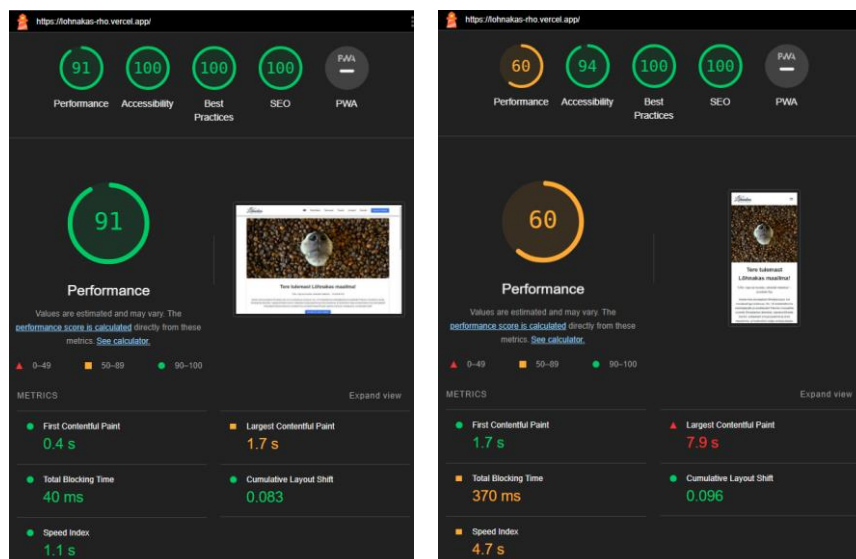 https://lohnakas-rho.vercel.app/
91
100
100
100
PWA
Performance
Accessibility
Best
Practices
SEO
PWA
91
Performance
Values are estimated and may vary. The
performance score is calculated directly from these
metrics. See calculator.
0–49
50–89
90–100
Tere tulemast Lõhnakas maailma!
METRICS
Expand view
First Contentful Paint
0.4 s
Largest Contentful Paint
1.7 s
Total Blocking Time
40 ms
Cumulative Layout Shift
0.083
Speed Index
1.1 s
https://lohnakas-rho.vercel.app/
60
94
100
100
PWA
Performance
Accessibility
Best
Practices
SEO
PWA
60
Performance
Values are estimated and may vary. The
performance score is calculated directly from these
metrics. See calculator.
0–49
50–89
90–100
Tere tulemast
Lõhnakas maailma!
METRICS
Expand view
First Contentful Paint
1.7 s
Largest Contentful Paint
7.9 s
Total Blocking Time
370 ms
Cumulative Layout Shift
0.096
Speed Index
4.7 s